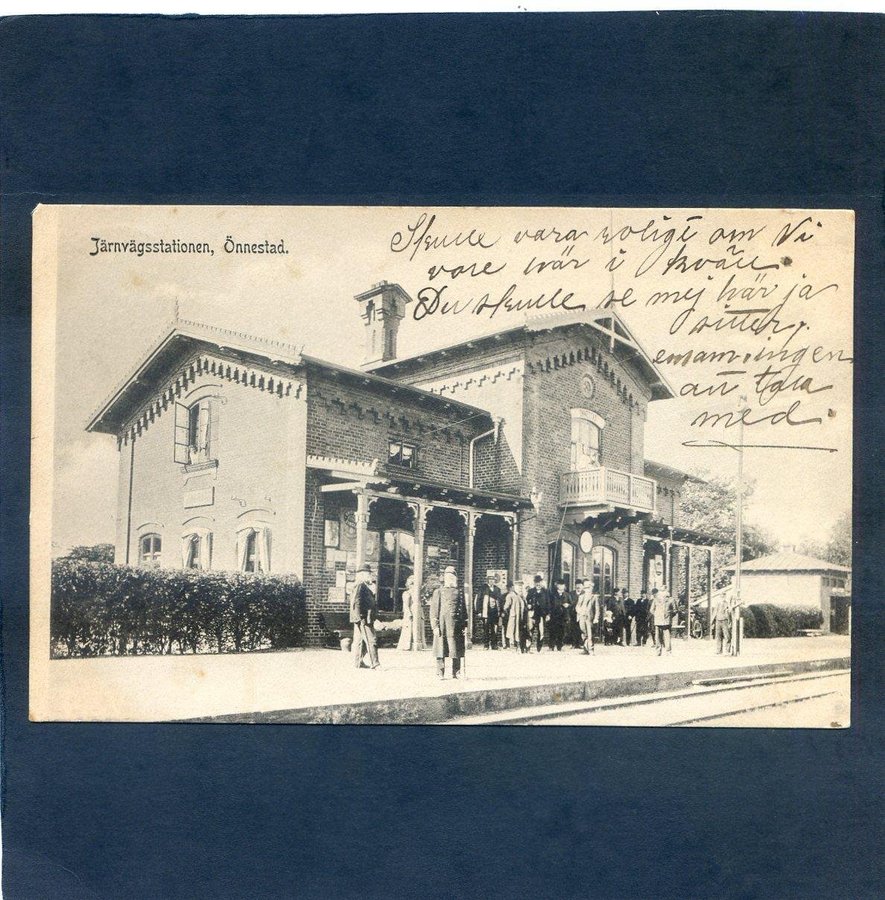 Järnvägsstationen, Önnestad.
Skulle vara roligt om Vi
vore här i kväll.
Du skulle se mej här ja
sitter
ensam. ingen
att tala
med.